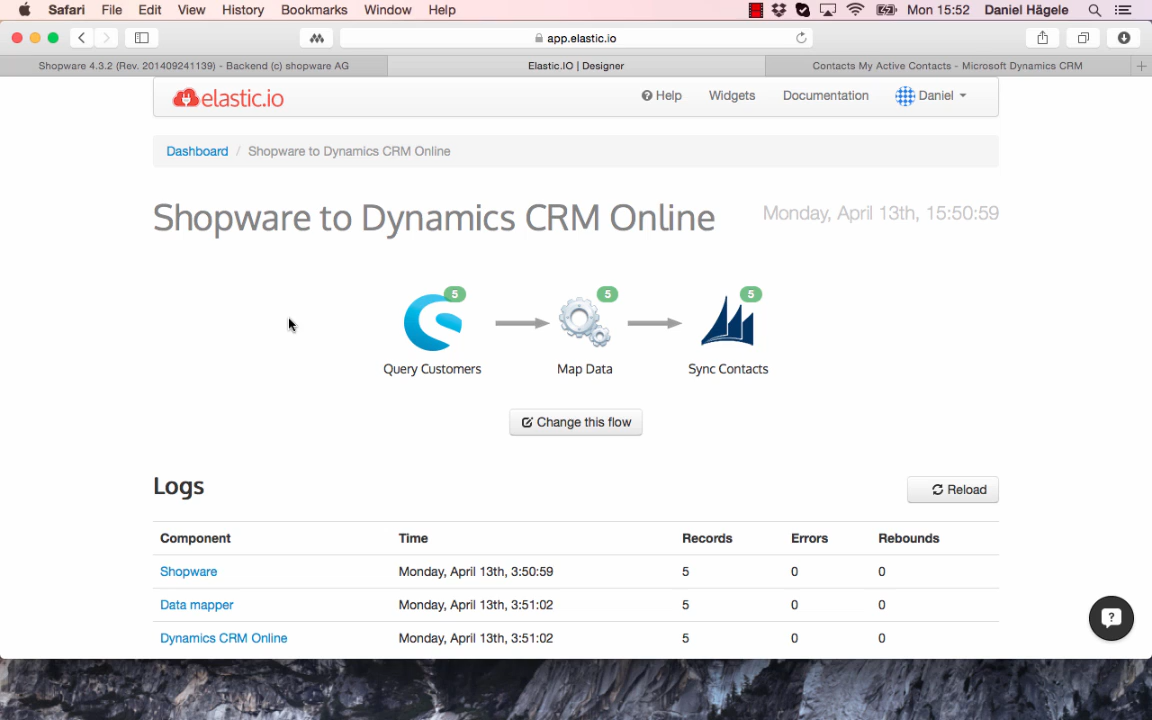 Safari File Edit View History Bookmarks Window Help Mon 15:52 Daniel Hägele
app.elastic.io
Shopware 4.3.2 (Rev. 201409241139) - Backend (c) shopware AG Elastic.IO | Designer Contacts My Active Contacts - Microsoft Dynamics CRM
elastic.io Help Widgets Documentation Daniel
Dashboard / Shopware to Dynamics CRM Online
Shopware to Dynamics CRM Online Monday, April 13th, 15:50:59
5 5 5
Query Customers Map Data Sync Contacts
Change this flow
Logs Reload
Component Time Records Errors Rebounds
Shopware Monday, April 13th, 3:50:59 5 0 0
Data mapper Monday, April 13th, 3:51:02 5 0 0
Dynamics CRM Online Monday, April 13th, 3:51:02 5 0 0